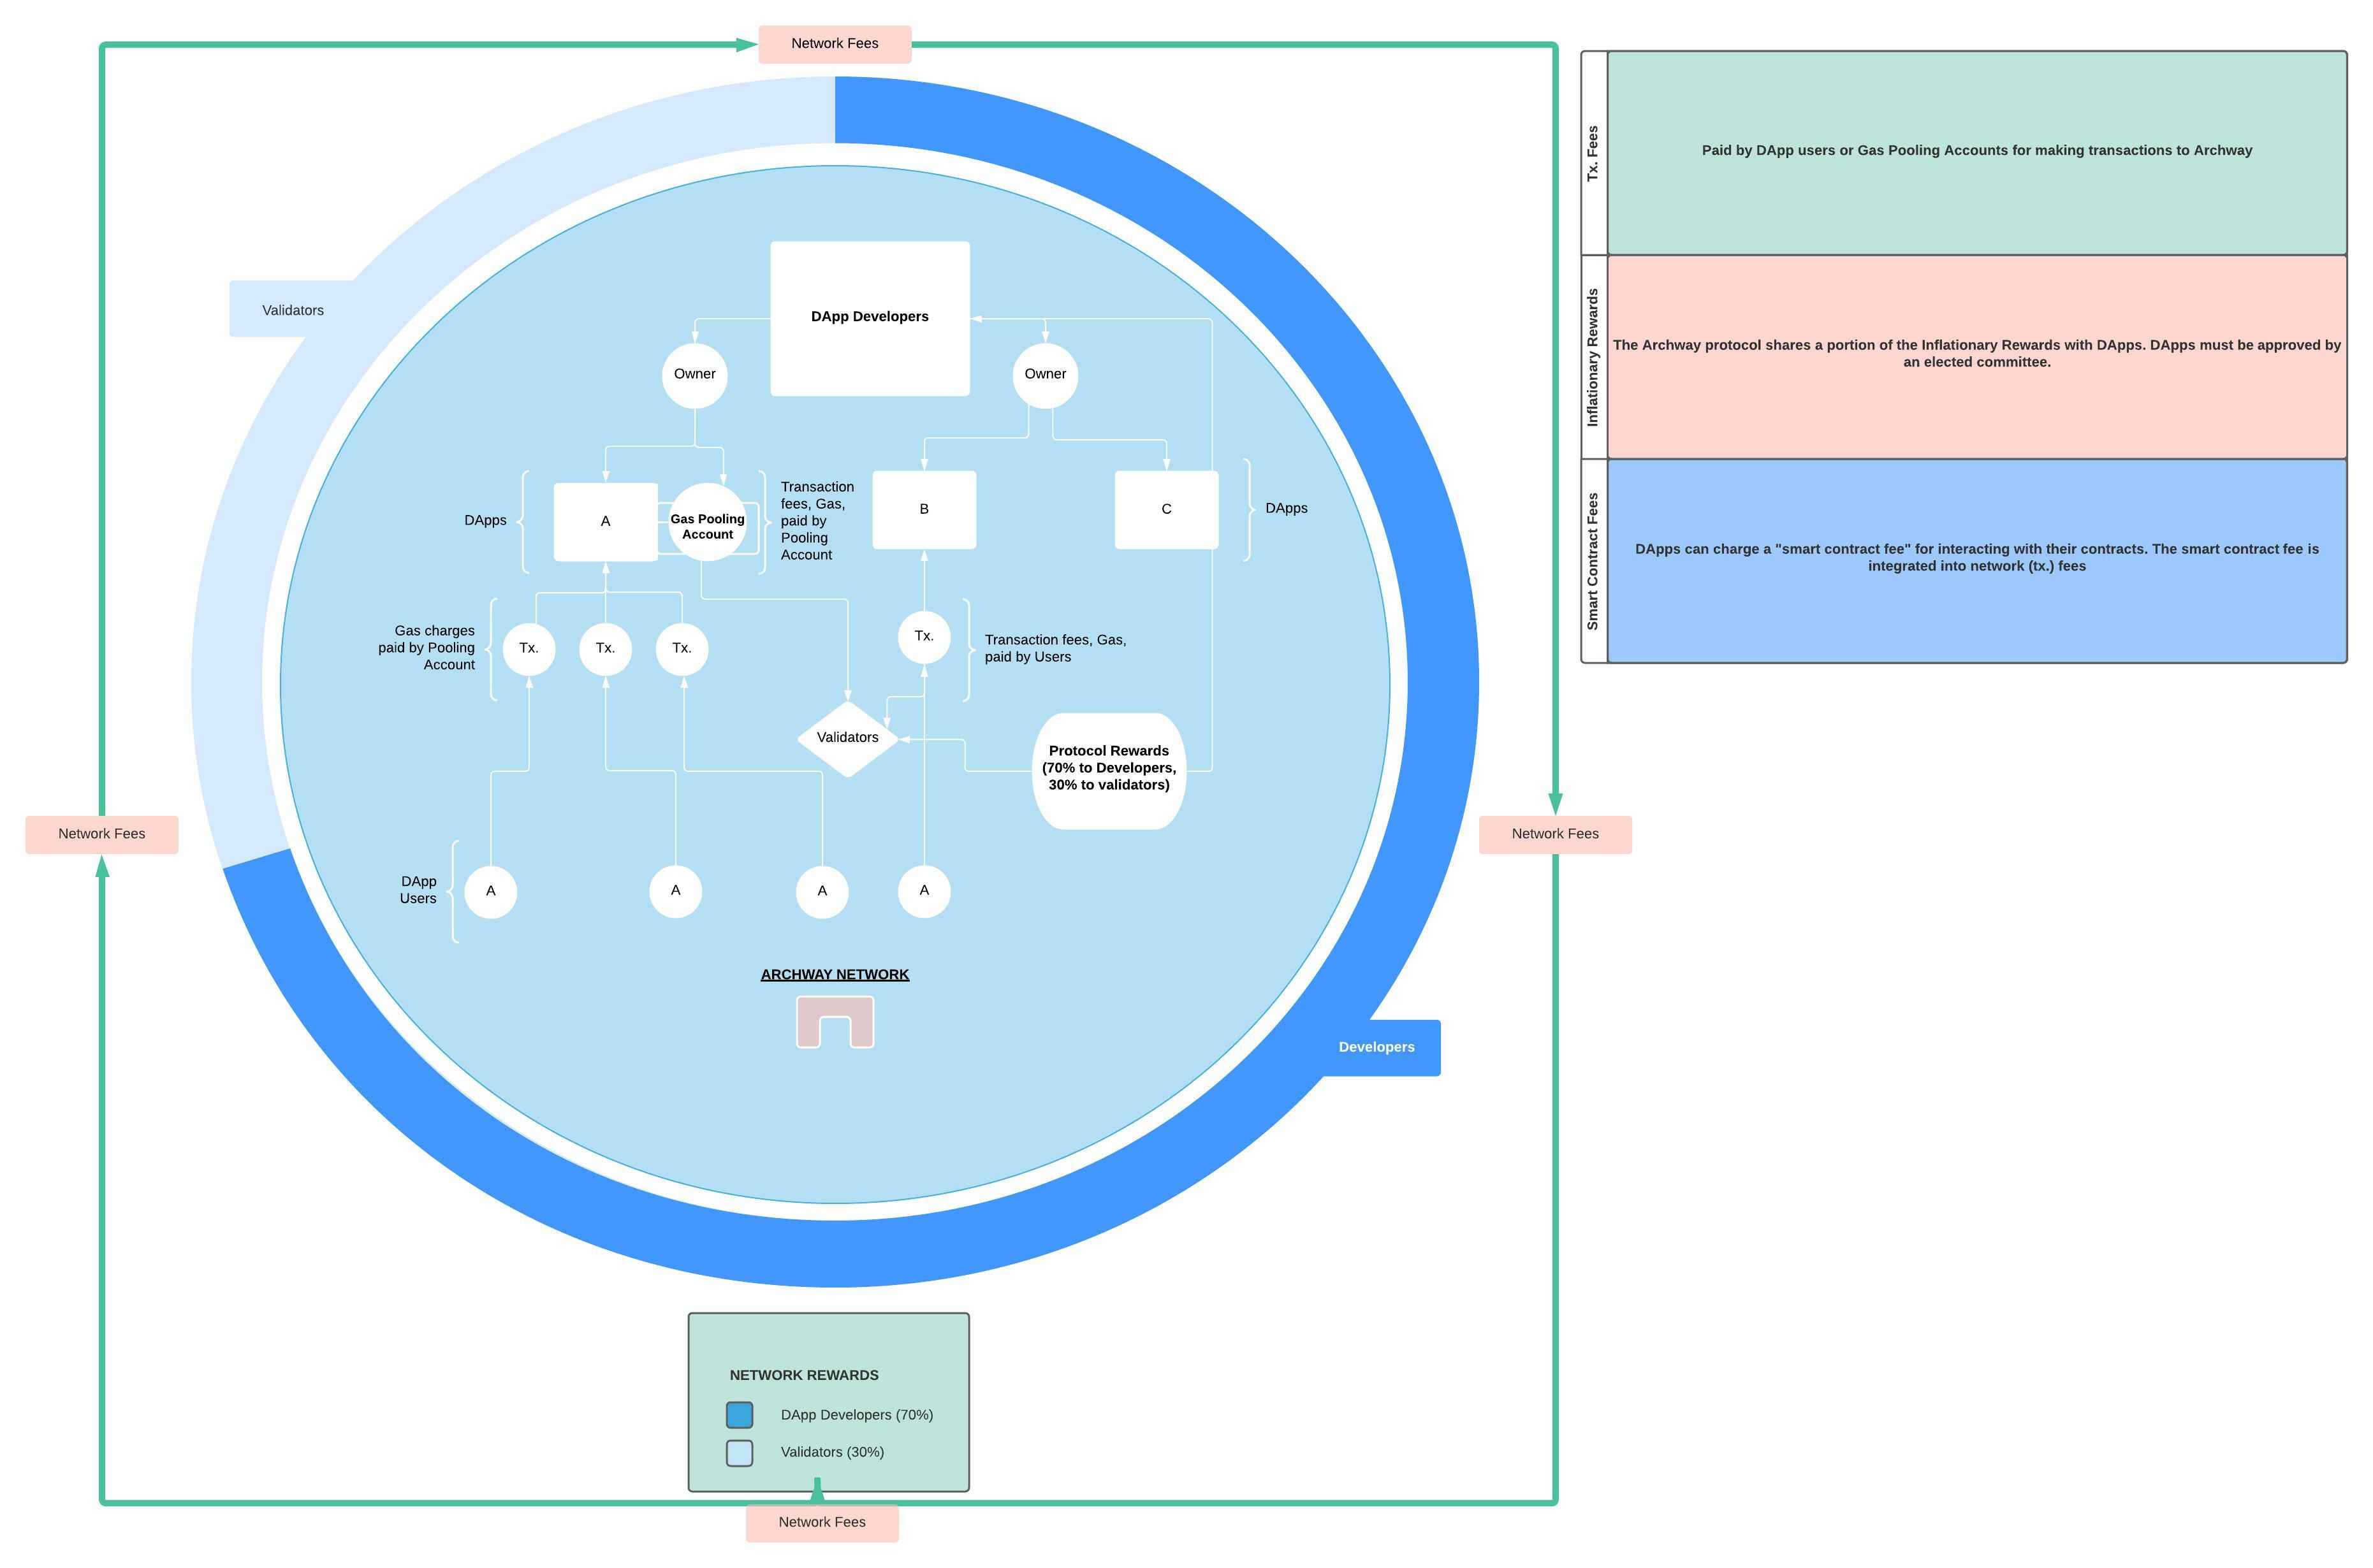 Network Fees
Tx. Fees
Paid by DApp users or Gas Pooling Accounts for making transactions to Archway
Inflationary Rewards
The Archway protocol shares a portion of the Inflationary Rewards with DApps. DApps must be approved by
an elected committee.
Smart Contract Fees
DApps can charge a "smart contract fee" for interacting with their contracts. The smart contract fee is
integrated into network (tx.) fees
Validators
DApp Developers
Owner
Owner
DApps
A
Gas Pooling
Account
Transaction
fees, Gas,
paid by
Pooling
Account
B
C
DApps
Gas charges
paid by Pooling
Account
Tx.
Tx.
Tx.
Tx.
Transaction fees, Gas,
paid by Users
Validators
Protocol Rewards
(70% to Developers,
30% to validators)
Network Fees
Network Fees
DApp
Users
A
A
A
A
ARCHWAY NETWORK
Developers
NETWORK REWARDS
DApp Developers (70%)
Validators (30%)
Network Fees